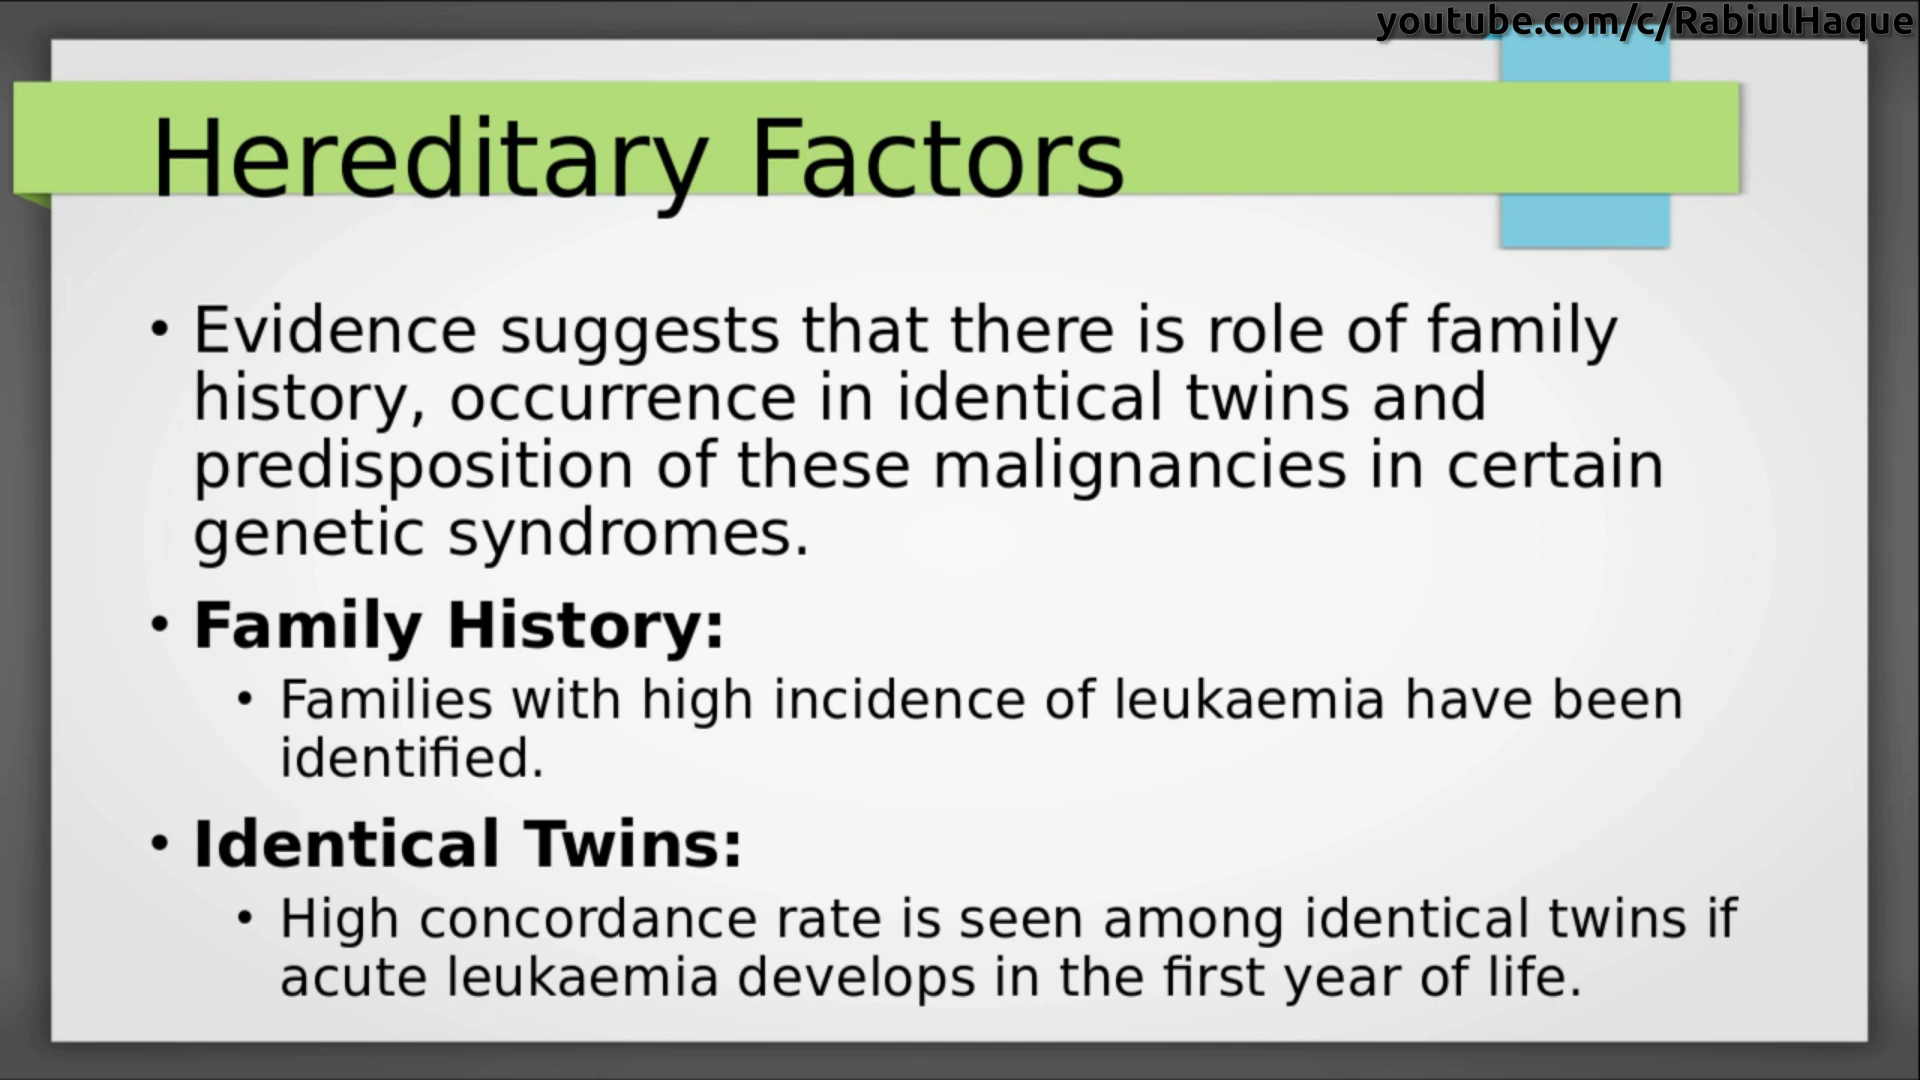 youtube.com/c/RabiulHaque
Hereditary Factors
• Evidence suggests that there is role of family
history, occurrence in identical twins and
predisposition of these malignancies in certain
genetic syndromes.
• Family History:
• Families with high incidence of leukaemia have been
identified.
• Identical Twins:
• High concordance rate is seen among identical twins if
acute leukaemia develops in the first year of life.